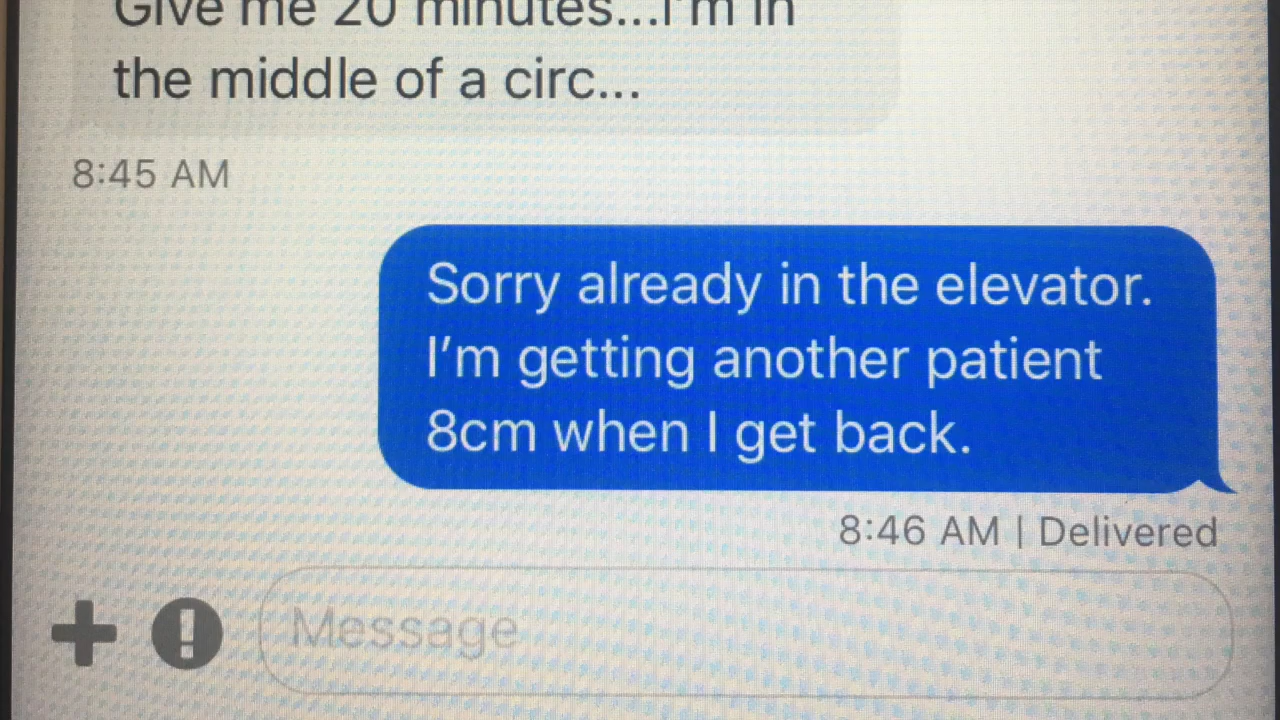 Give me 20 minutes...I'm in
the middle of a circ...
8:45 AM
Sorry already in the elevator.
I'm getting another patient
8cm when I get back.
8:46 AM | Delivered
Message